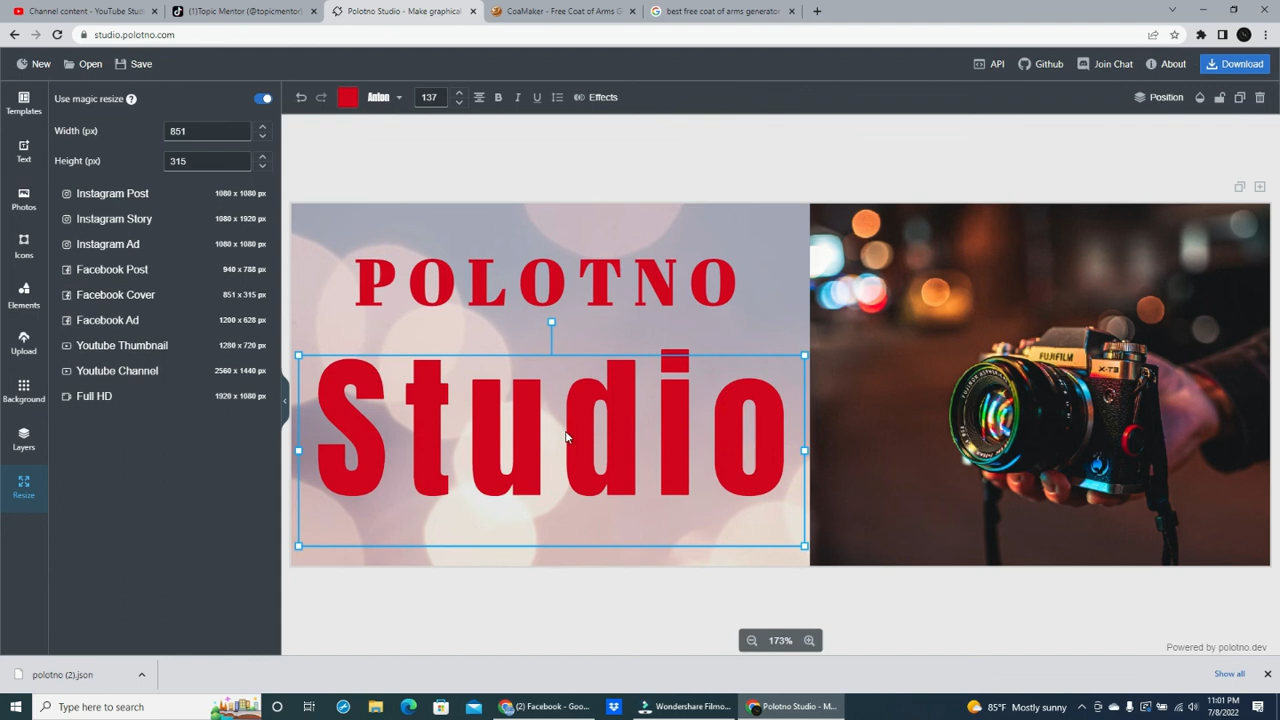 Channel content - YouTube Studi
(1)Topic Mentor (@topicmentor)
Polotno Studio - Make graphical
CoaMaker - Free Coat of Arms G
best free coat of arms generator
studio.polotno.com
New
Open
Save
API
Github
Join Chat
About
Download
Templates
Text
Photos
Icons
Elements
Upload
Background
Layers
Resize
Use magic resize
Width (px) 851
Height (px) 315
Instagram Post 1080 x 1080 px
Instagram Story 1080 x 1920 px
Instagram Ad 1080 x 1080 px
Facebook Post 940 x 788 px
Facebook Cover 851 x 315 px
Facebook Ad 1200 x 628 px
Youtube Thumbnail 1280 x 720 px
Youtube Channel 2560 x 1440 px
Full HD 1920 x 1080 px
Anton
137
B I U
Effects
Position
POLOTNO
Studio
FUJIFILM
X-T3
173%
Powered by polotno.dev
polotno (2).json
Show all
Type here to search
(2) Facebook - Goo...
Wondershare Filmo...
Polotno Studio - M...
85°F Mostly sunny
11:01 PM
7/8/2022